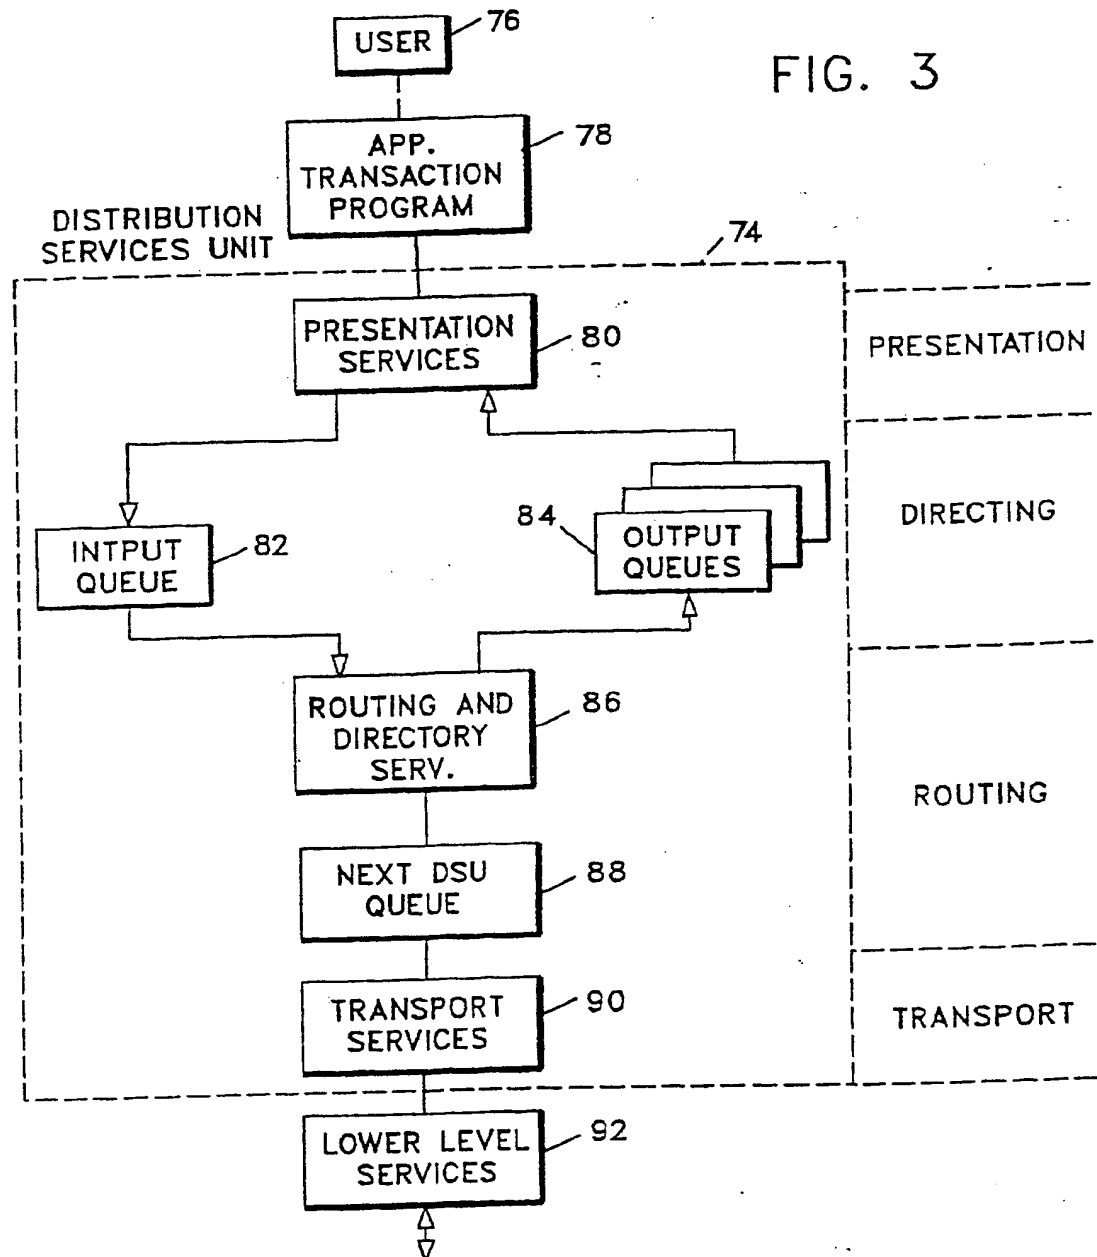 USER
76
FIG. 3
APP.
TRANSACTION
PROGRAM
78
DISTRIBUTION
SERVICES UNIT
74
PRESENTATION
SERVICES
80
PRESENTATION
INTPUT
QUEUE
82
84
OUTPUT
QUEUES
DIRECTING
ROUTING AND
DIRECTORY
SERV.
86
ROUTING
NEXT DSU
QUEUE
88
TRANSPORT
SERVICES
90
TRANSPORT
LOWER LEVEL
SERVICES
92